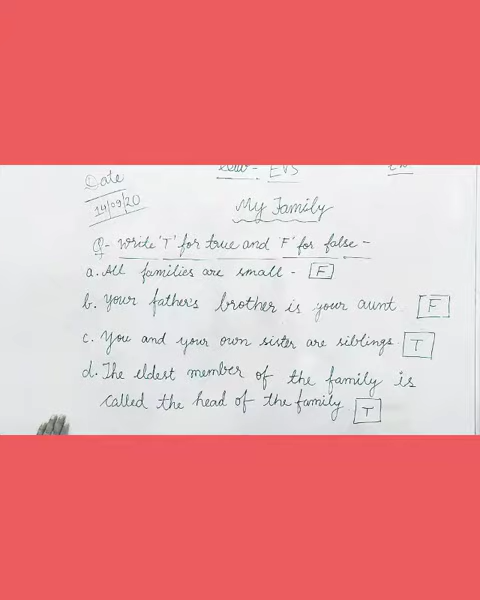 Date
14/09/20
EVS
My Family
Q- Write 'T' for true and 'F' for false -
a. All families are small - F
b. Your father's brother is your aunt. F
c. You and your own sister are siblings. T
d. The eldest member of the family is
called the head of the family. T